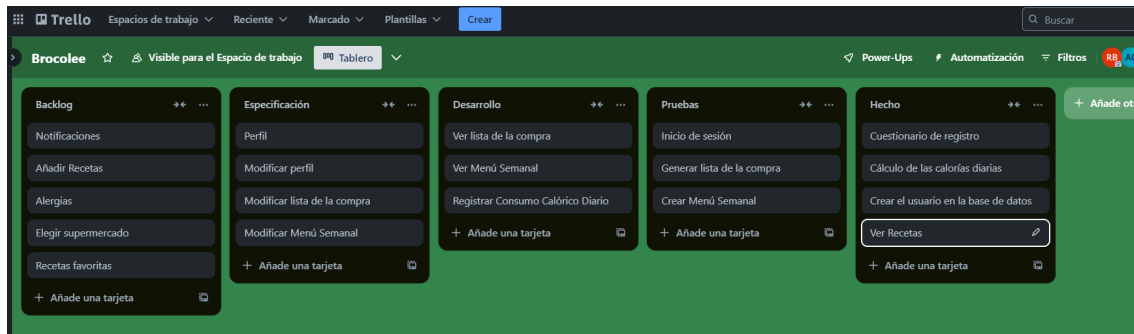 Trello Espacios de trabajo Reciente Marcado Plantillas Crear Buscar
Brocolee Visible para el Espacio de trabajo Tablero Power-Ups Automatización Filtros RB
Backlog
Notificaciones
Añadir Recetas
Alergias
Elegir supermercado
Recetas favoritas
+ Añade una tarjeta
Especificación
Perfil
Modificar perfil
Modificar lista de la compra
Modificar Menú Semanal
+ Añade una tarjeta
Desarrollo
Ver lista de la compra
Ver Menú Semanal
Registrar Consumo Calórico Diario
+ Añade una tarjeta
Pruebas
Inicio de sesión
Generar lista de la compra
Crear Menú Semanal
+ Añade una tarjeta
Hecho
Cuestionario de registro
Cálculo de las calorías diarias
Crear el usuario en la base de datos
Ver Recetas
+ Añade una tarjeta
+ Añade ot